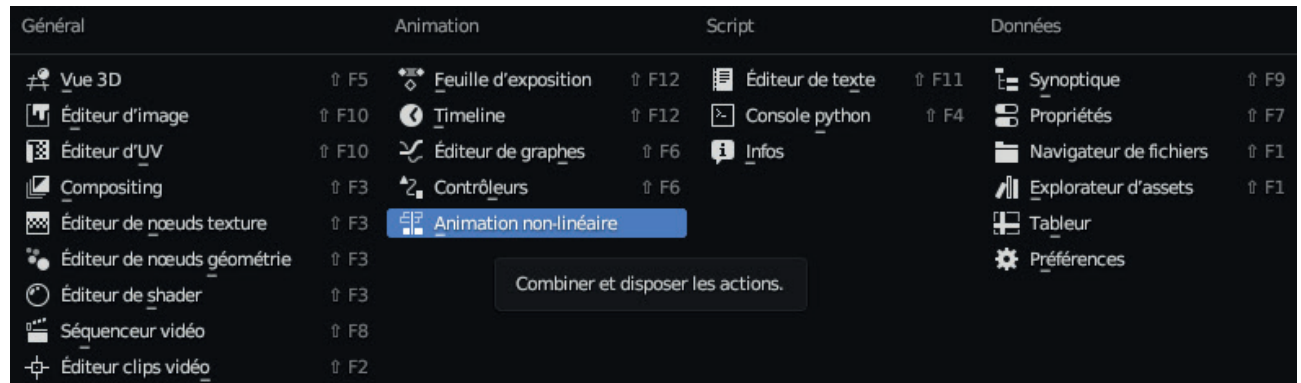 Général
Vue 3D ⇧ F5
Éditeur d'image ⇧ F10
Éditeur d'UV ⇧ F10
Compositing ⇧ F3
Éditeur de nœuds texture ⇧ F3
Éditeur de nœuds géométrie ⇧ F3
Éditeur de shader ⇧ F3
Séquenceur vidéo ⇧ F8
Éditeur clips vidéo ⇧ F2
Animation
Feuille d'exposition ⇧ F12
Timeline ⇧ F12
Éditeur de graphes ⇧ F6
Contrôleurs ⇧ F6
Animation non-linéaire
Combiner et disposer les actions.
Script
Éditeur de texte ⇧ F11
Console python ⇧ F4
Infos
Données
Synoptique ⇧ F9
Propriétés ⇧ F7
Navigateur de fichiers ⇧ F1
Explorateur d'assets ⇧ F1
Tableur
Préférences